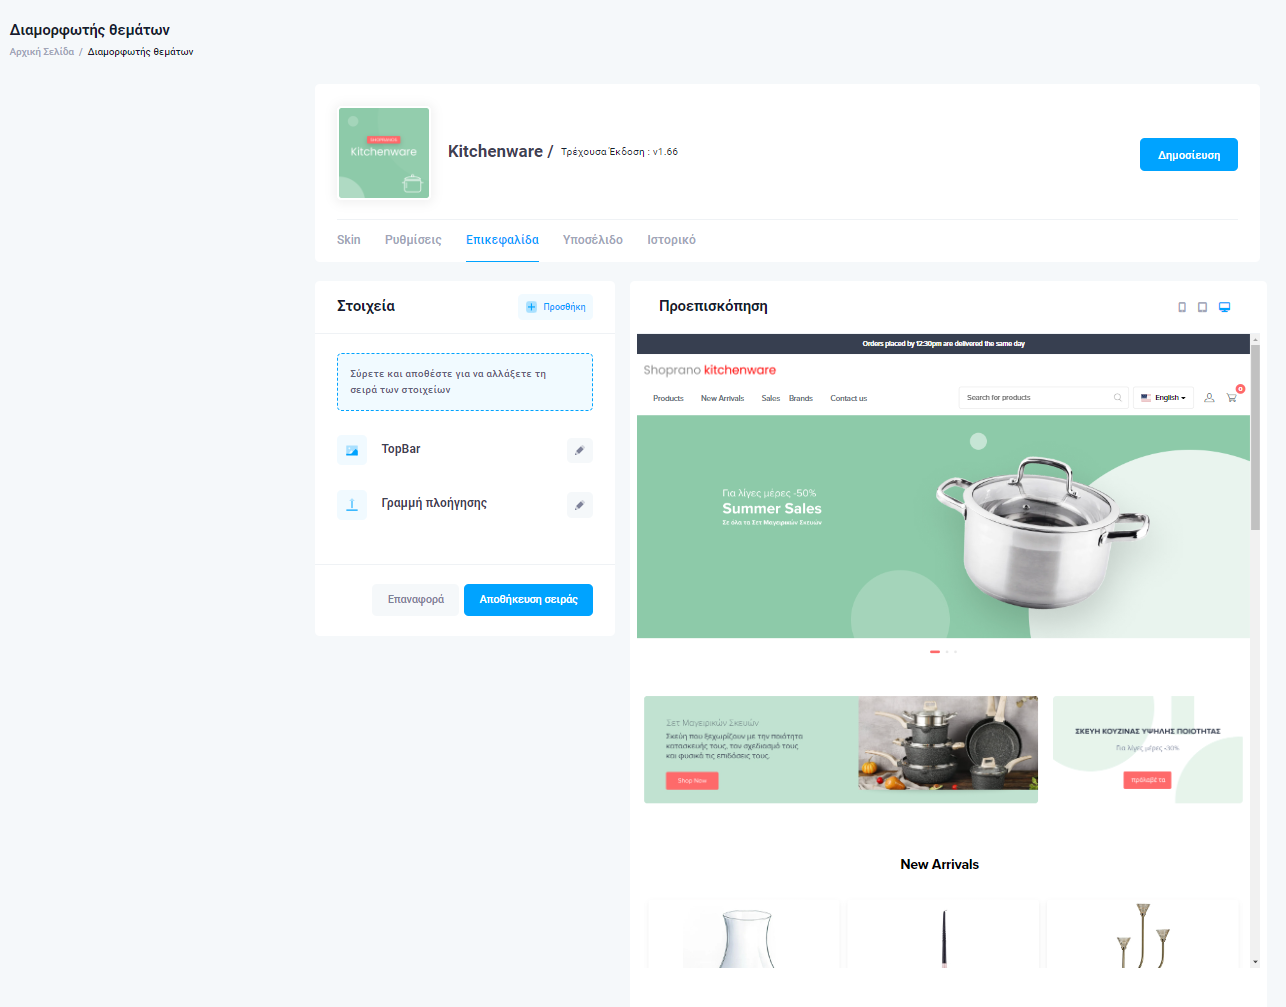 Διαμορφωτής θεμάτων
Αρχική Σελίδα / Διαμορφωτής θεμάτων
SHOPRANO
Kitchenware
Kitchenware / Τρέχουσα Έκδοση : v1.66
Δημοσίευση
Skin Ρυθμίσεις Επικεφαλίδα Υποσέλιδο Ιστορικό
Στοιχεία
Προσθήκη
Σύρετε και αποθέστε για να αλλάξετε τη
σειρά των στοιχείων
TopBar
Γραμμή πλοήγησης
Επαναφορά
Αποθήκευση σειράς
Προεπισκόπηση
Orders placed by 12:30pm are delivered the same day
Shoprano kitchenware
0
Products New Arrivals Sales Brands Contact us
Search for products
English
Για λίγες μέρες -50%
Summer Sales
Σε όλα τα Σετ Μαγειρικών Σκευών
Σετ Μαγειρικών Σκευών
Σκεύη που ξεχωρίζουν με την ποιότητα
κατασκευής τους, τον σχεδιασμό τους
και φυσικά τις επιδόσεις τους.
Shop Now
ΣΚΕΥΗ ΚΟΥΖΙΝΑΣ ΥΨΗΛΗΣ ΠΟΙΟΤΗΤΑΣ
Για λίγες μέρες -30%
πρόλαβέ το
New Arrivals